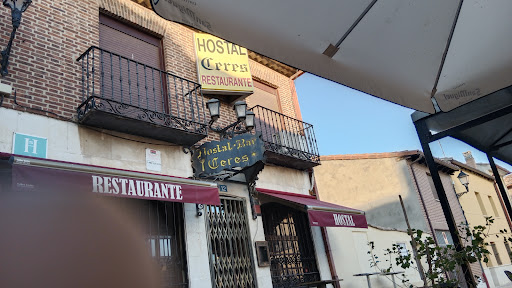 HOSTAL
Ceres
RESTAURANTE
H
Hostal-Bar
Ceres
RESTAURANTE
HOSTAL